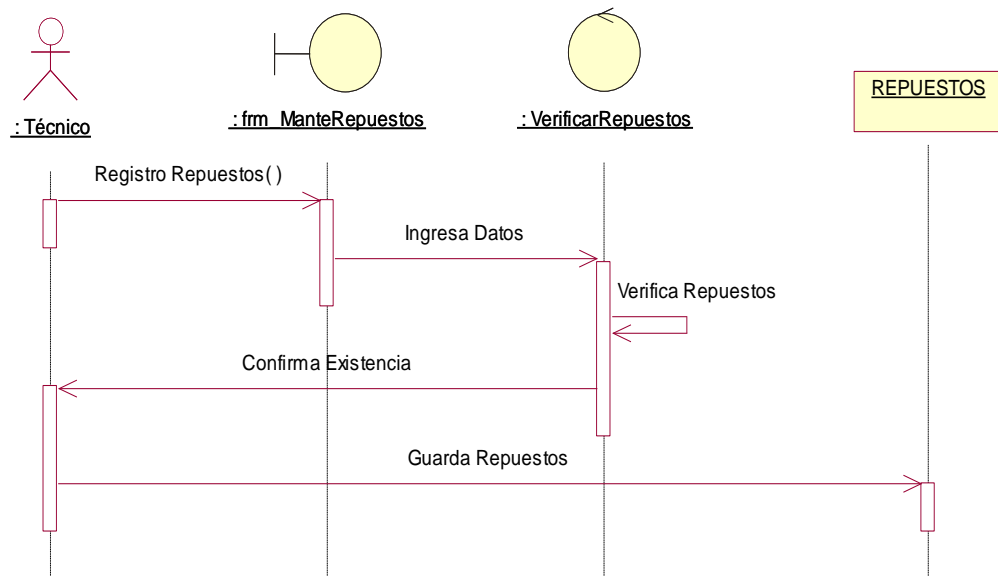 : Técnico
: frm_ManteRepuestos
: VerificarRepuestos
REPUESTOS
Registro Repuestos( )
Ingresa Datos
Verifica Repuestos
Confirma Existencia
Guarda Repuestos